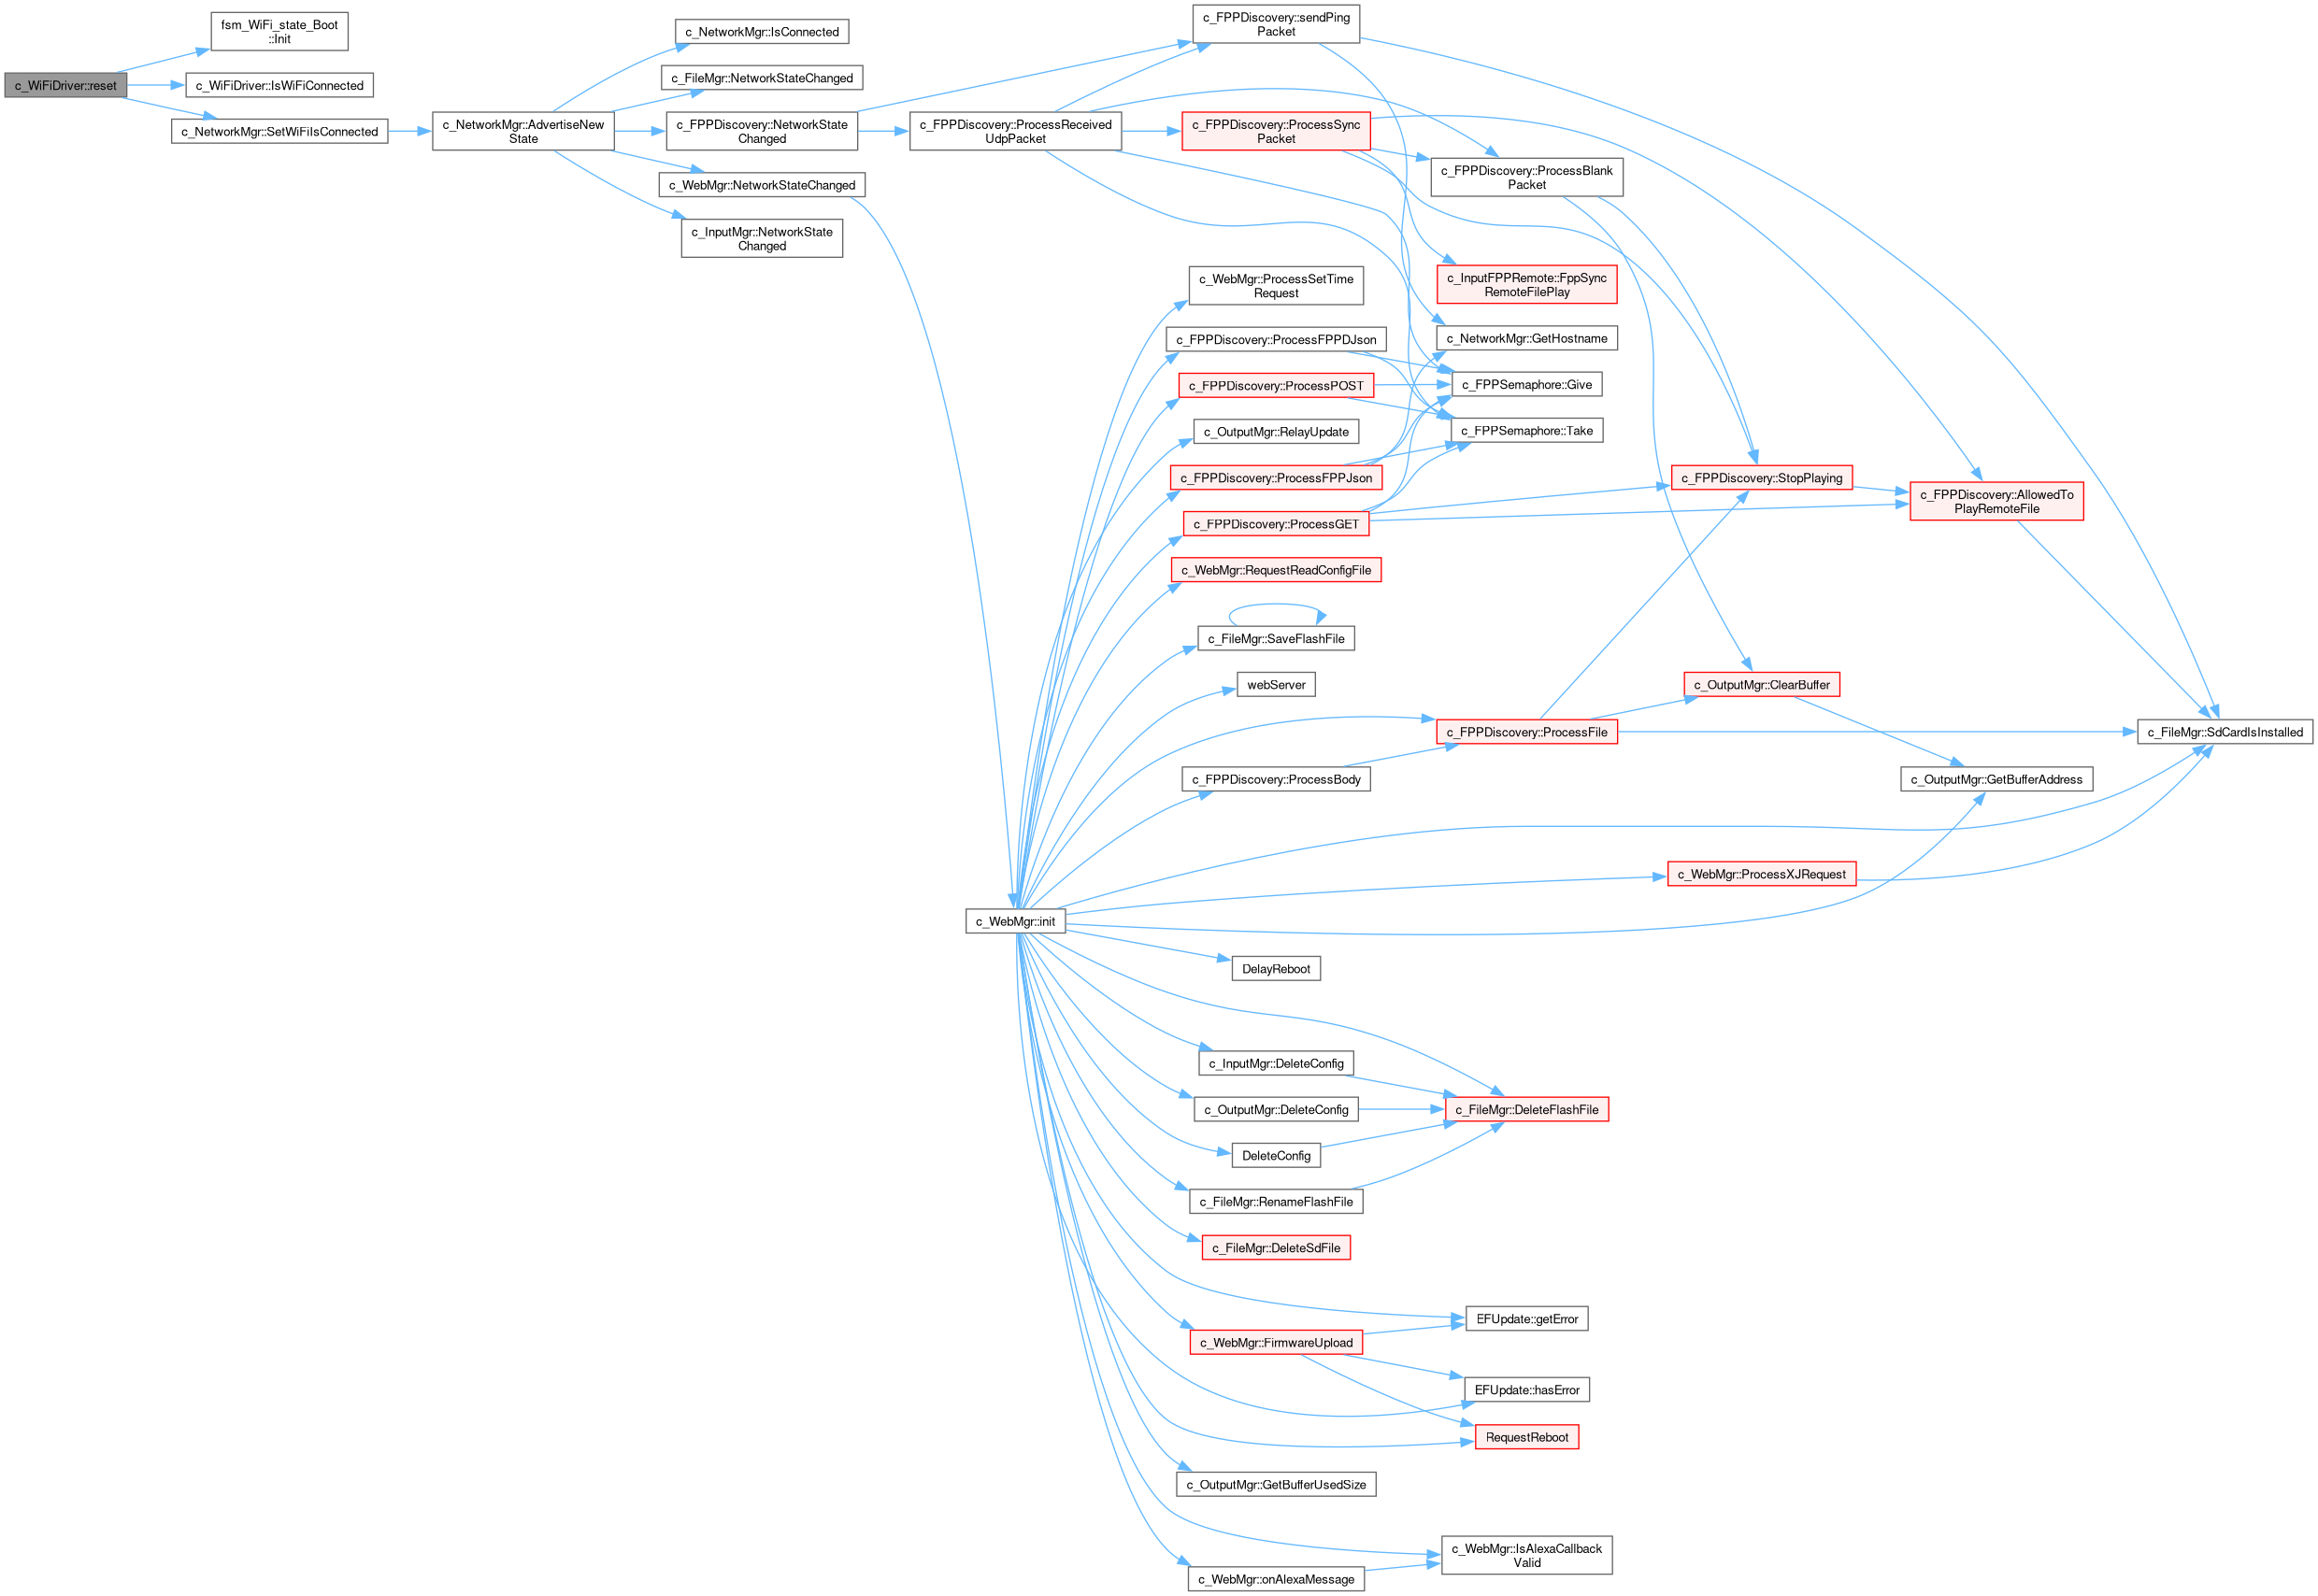 c_WiFiDriver::reset
fsm_WiFi_state_Boot
::Init
c_WiFiDriver::IsWiFiConnected
c_NetworkMgr::SetWiFiIsConnected
c_NetworkMgr::AdvertiseNew
State
c_NetworkMgr::IsConnected
c_FileMgr::NetworkStateChanged
c_FPPDiscovery::NetworkState
Changed
c_WebMgr::NetworkStateChanged
c_InputMgr::NetworkState
Changed
c_FPPDiscovery::ProcessReceived
UdpPacket
c_WebMgr::init
c_FPPDiscovery::sendPing
Packet
c_FPPDiscovery::ProcessSync
Packet
c_FPPDiscovery::ProcessBlank
Packet
c_InputFPPRemote::FppSync
RemoteFilePlay
c_WebMgr::ProcessSetTime
Request
c_FPPDiscovery::ProcessFPPDJson
c_NetworkMgr::GetHostname
c_FPPDiscovery::ProcessPOST
c_FPPSemaphore::Give
c_OutputMgr::RelayUpdate
c_FPPSemaphore::Take
c_FPPDiscovery::ProcessFPPJson
c_FPPDiscovery::StopPlaying
c_FPPDiscovery::AllowedTo
PlayRemoteFile
c_FPPDiscovery::ProcessGET
c_WebMgr::RequestReadConfigFile
c_FileMgr::SaveFlashFile
webServer
c_OutputMgr::ClearBuffer
c_FPPDiscovery::ProcessFile
c_FileMgr::SdCardIsInstalled
c_FPPDiscovery::ProcessBody
c_OutputMgr::GetBufferAddress
c_WebMgr::ProcessXJRequest
DelayReboot
c_InputMgr::DeleteConfig
c_OutputMgr::DeleteConfig
c_FileMgr::DeleteFlashFile
DeleteConfig
c_FileMgr::RenameFlashFile
c_FileMgr::DeleteSdFile
EFUpdate::getError
c_WebMgr::FirmwareUpload
EFUpdate::hasError
RequestReboot
c_OutputMgr::GetBufferUsedSize
c_WebMgr::IsAlexaCallback
Valid
c_WebMgr::onAlexaMessage